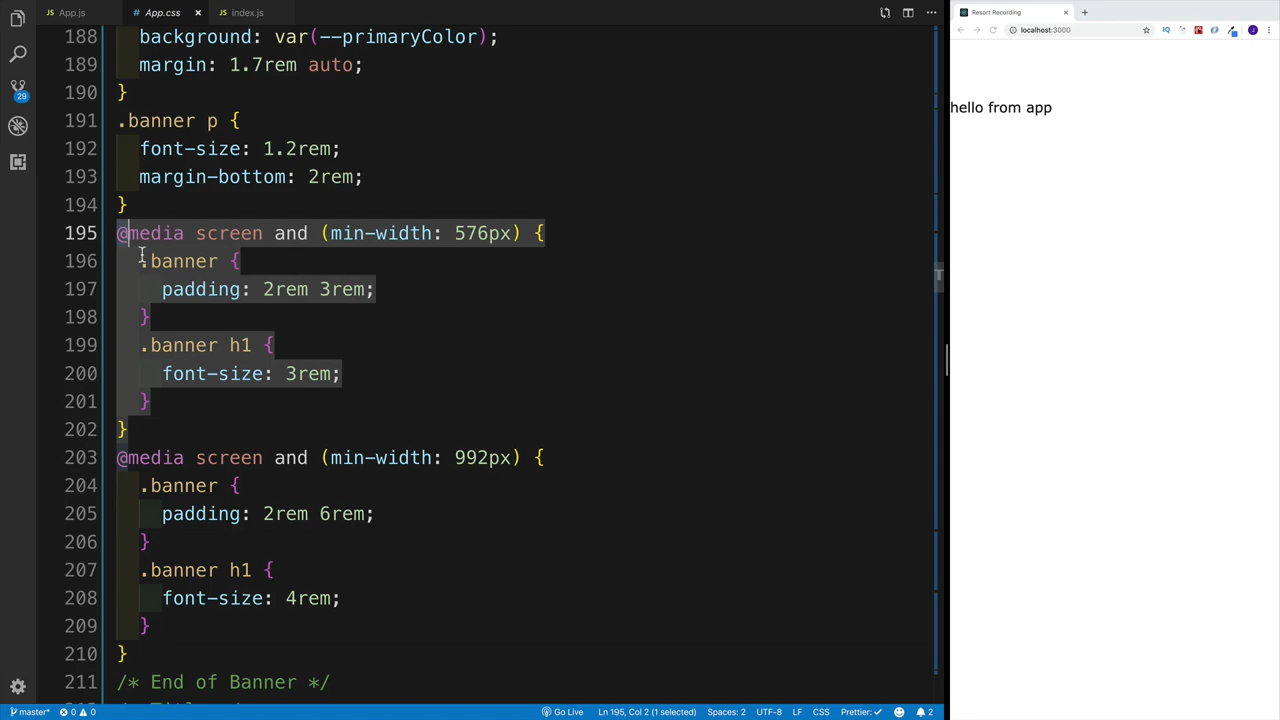 App.js
App.css
index.js
Resort Recording
localhost:3000
188 background: var(--primaryColor);
189 margin: 1.7rem auto;
190 }
191 .banner p {
192 font-size: 1.2rem;
193 margin-bottom: 2rem;
194 }
195 @media screen and (min-width: 576px) {
196 .banner {
197 padding: 2rem 3rem;
198 }
199 .banner h1 {
200 font-size: 3rem;
201 }
202 }
203 @media screen and (min-width: 992px) {
204 .banner {
205 padding: 2rem 6rem;
206 }
207 .banner h1 {
208 font-size: 4rem;
209 }
210 }
211 /* End of Banner */
hello from app
29
master* 0 0 Go Live Ln 195, Col 2 (1 selected) Spaces: 2 UTF-8 LF CSS Prettier: ✓ 2